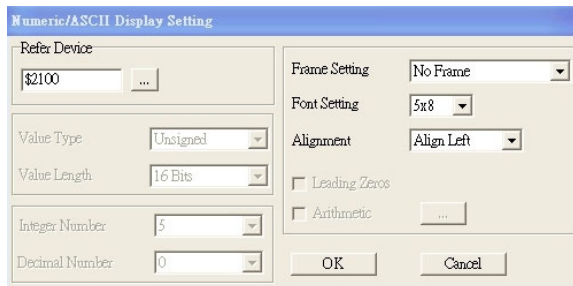 Numeric/ASCII Display Setting
Refer Device
$2100 ...
Value Type Unsigned
Value Length 16 Bits
Integer Number 5
Decimal Number 0
Frame Setting No Frame
Font Setting 5x8
Alignment Align Left
Leading Zeros
Arithmetic ...
OK Cancel